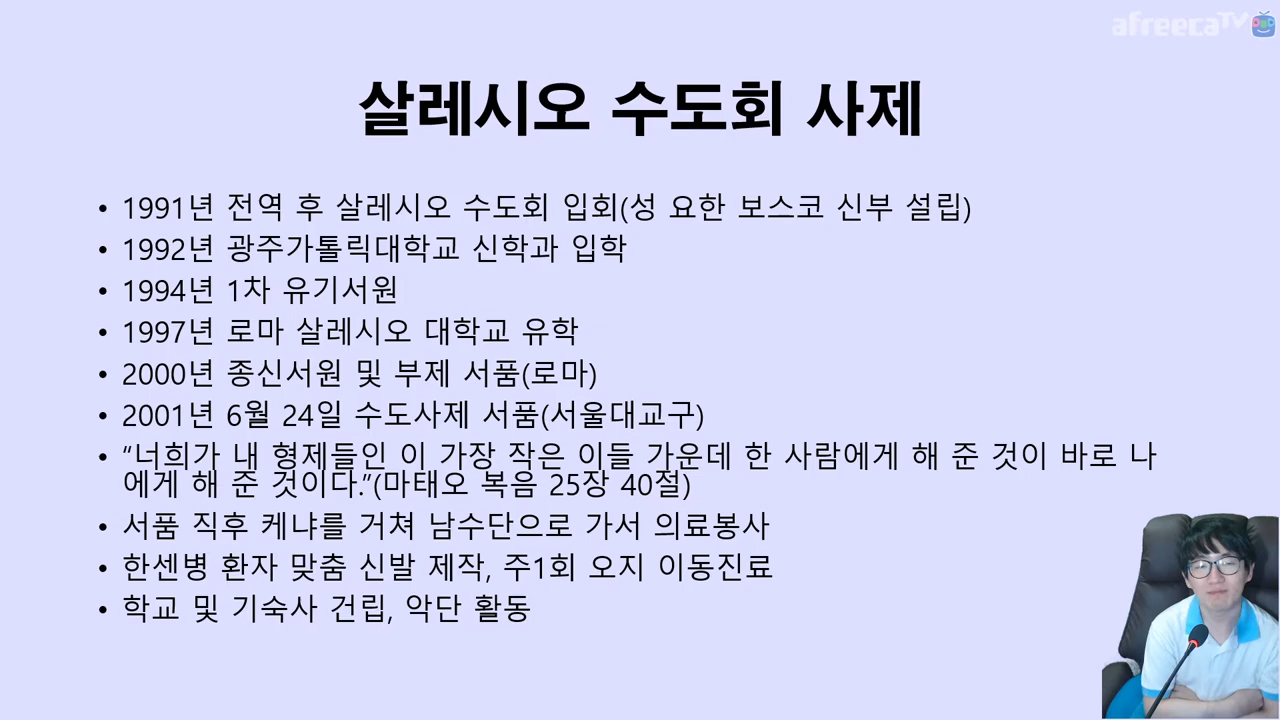 afreecaTV
살레시오 수도회 사제
• 1991년 전역 후 살레시오 수도회 입회(성 요한 보스코 신부 설립)
• 1992년 광주가톨릭대학교 신학과 입학
• 1994년 1차 유기서원
• 1997년 로마 살레시오 대학교 유학
• 2000년 종신서원 및 부제 서품(로마)
• 2001년 6월 24일 수도사제 서품(서울대교구)
• “너희가 내 형제들인 이 가장 작은 이들 가운데 한 사람에게 해 준 것이 바로 나
에게 해 준 것이다.”(마태오 복음 25장 40절)
• 서품 직후 케냐를 거쳐 남수단으로 가서 의료봉사
• 한센병 환자 맞춤 신발 제작, 주1회 오지 이동진료
• 학교 및 기숙사 건립, 악단 활동